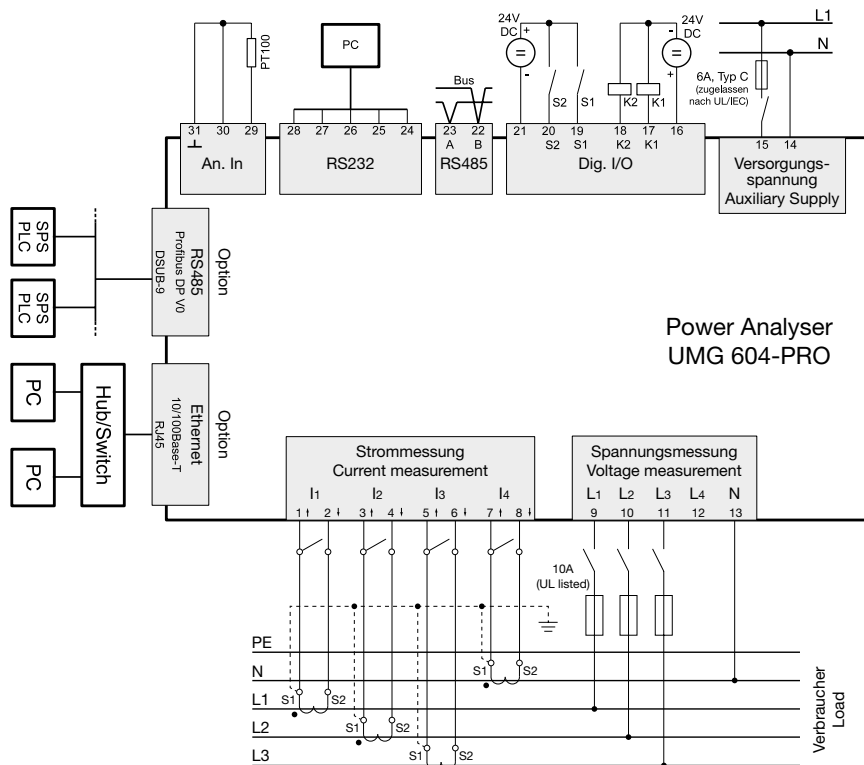 24V
DC
+
-
24V
DC
-
+
L1
N
PC
PT100
Bus
S2
S1
K2
K1
6A, Typ C
(zugelassen
nach UL/IEC)
31 30 29
28 27 26 25 24
23 22
A B
21 20 19 18 17 16
S2 S1 K2 K1
15 14
An. In
RS232
RS485
Dig. I/O
Versorgungs-
spannung
Auxiliary Supply
SPS
PLC
SPS
PLC
RS485
Profibus DP V0
DSUB-9
Option
Power Analyser
UMG 604-PRO
PC
PC
Hub/Switch
Ethernet
10/100Base-T
RJ45
Option
Strommessung
Current measurement
I1 I2 I3 I4
1 2 3 4 5 6 7 8
Spannungsmessung
Voltage measurement
L1 L2 L3 L4 N
9 10 11 12 13
10A
(UL listed)
PE
N
S1 S2
L1
S1 S2
L2
S1 S2
L3
S1 S2
Verbraucher
Load